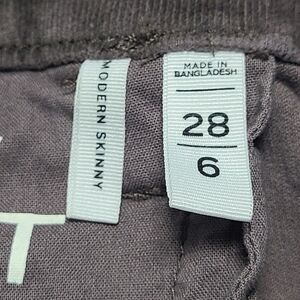 MODERN SKINNY
MADE IN
BANGLADESH
28
6
T